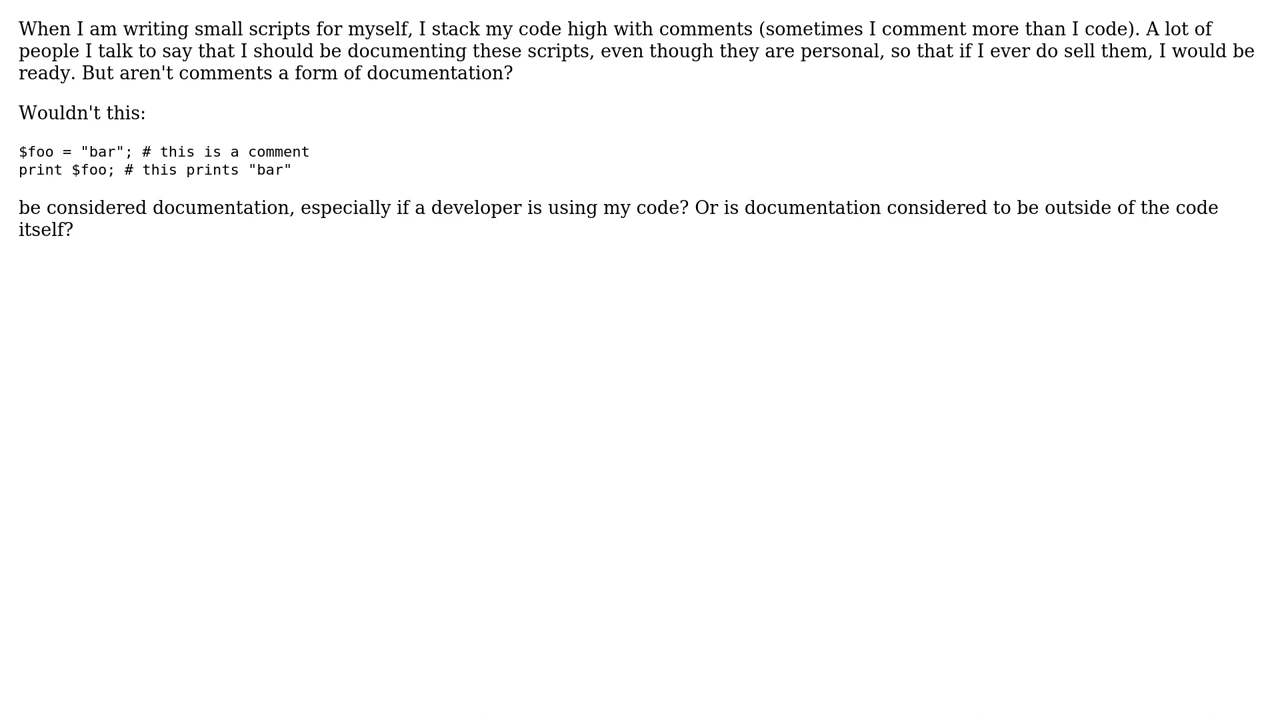 When I am writing small scripts for myself, I stack my code high with comments (sometimes I comment more than I code). A lot of
people I talk to say that I should be documenting these scripts, even though they are personal, so that if I ever do sell them, I would be
ready. But aren't comments a form of documentation?
Wouldn't this:
$foo = "bar"; # this is a comment
print $foo; # this prints "bar"
be considered documentation, especially if a developer is using my code? Or is documentation considered to be outside of the code
itself?